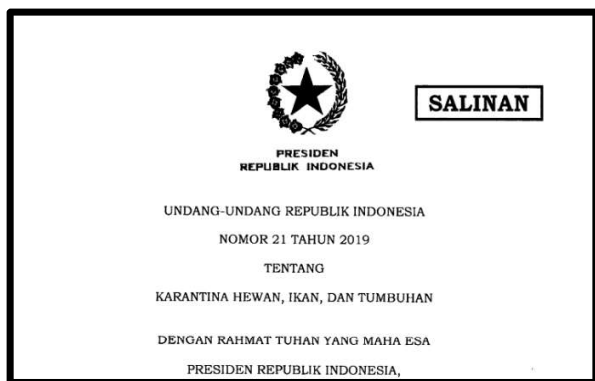 SALINAN
PRESIDEN
REPUBLIK INDONESIA
UNDANG-UNDANG REPUBLIK INDONESIA
NOMOR 21 TAHUN 2019
TENTANG
KARANTINA HEWAN, IKAN, DAN TUMBUHAN
DENGAN RAHMAT TUHAN YANG MAHA ESA
PRESIDEN REPUBLIK INDONESIA,